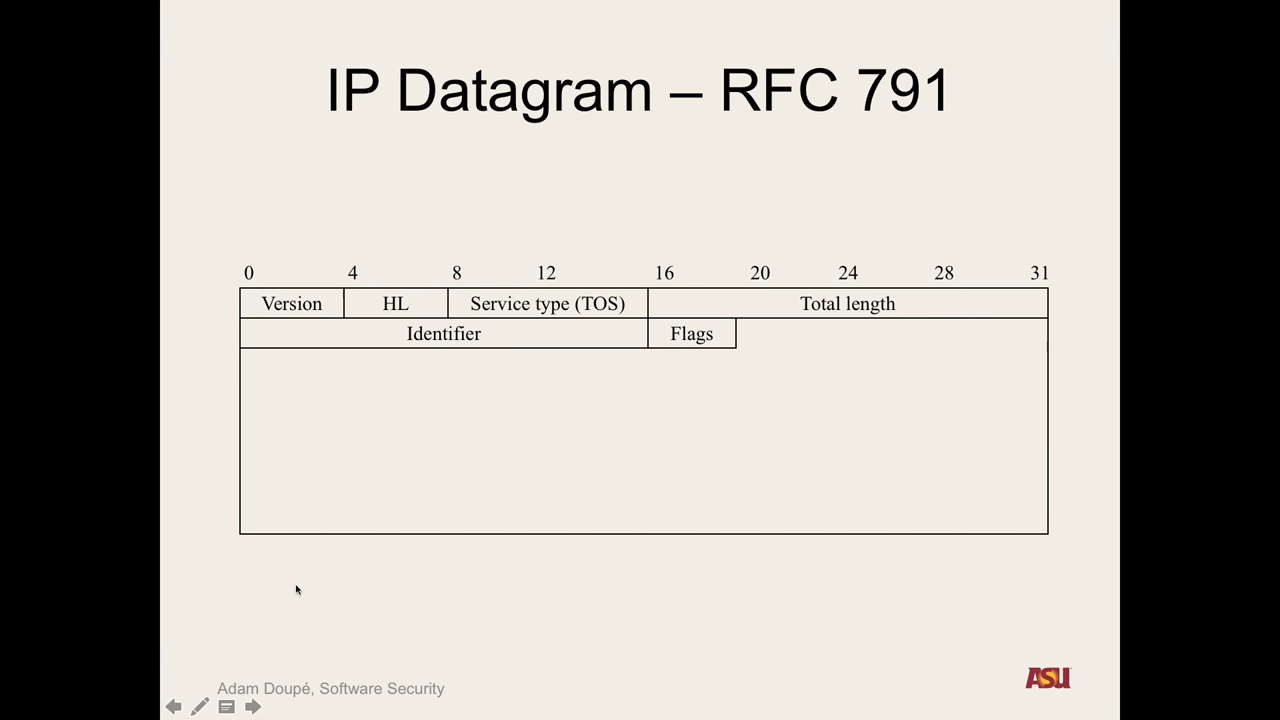 IP Datagram – RFC 791
0 4 8 12 16 20 24 28 31
Version HL Service type (TOS) Total length
Identifier Flags
Adam Doupé, Software Security
ASU